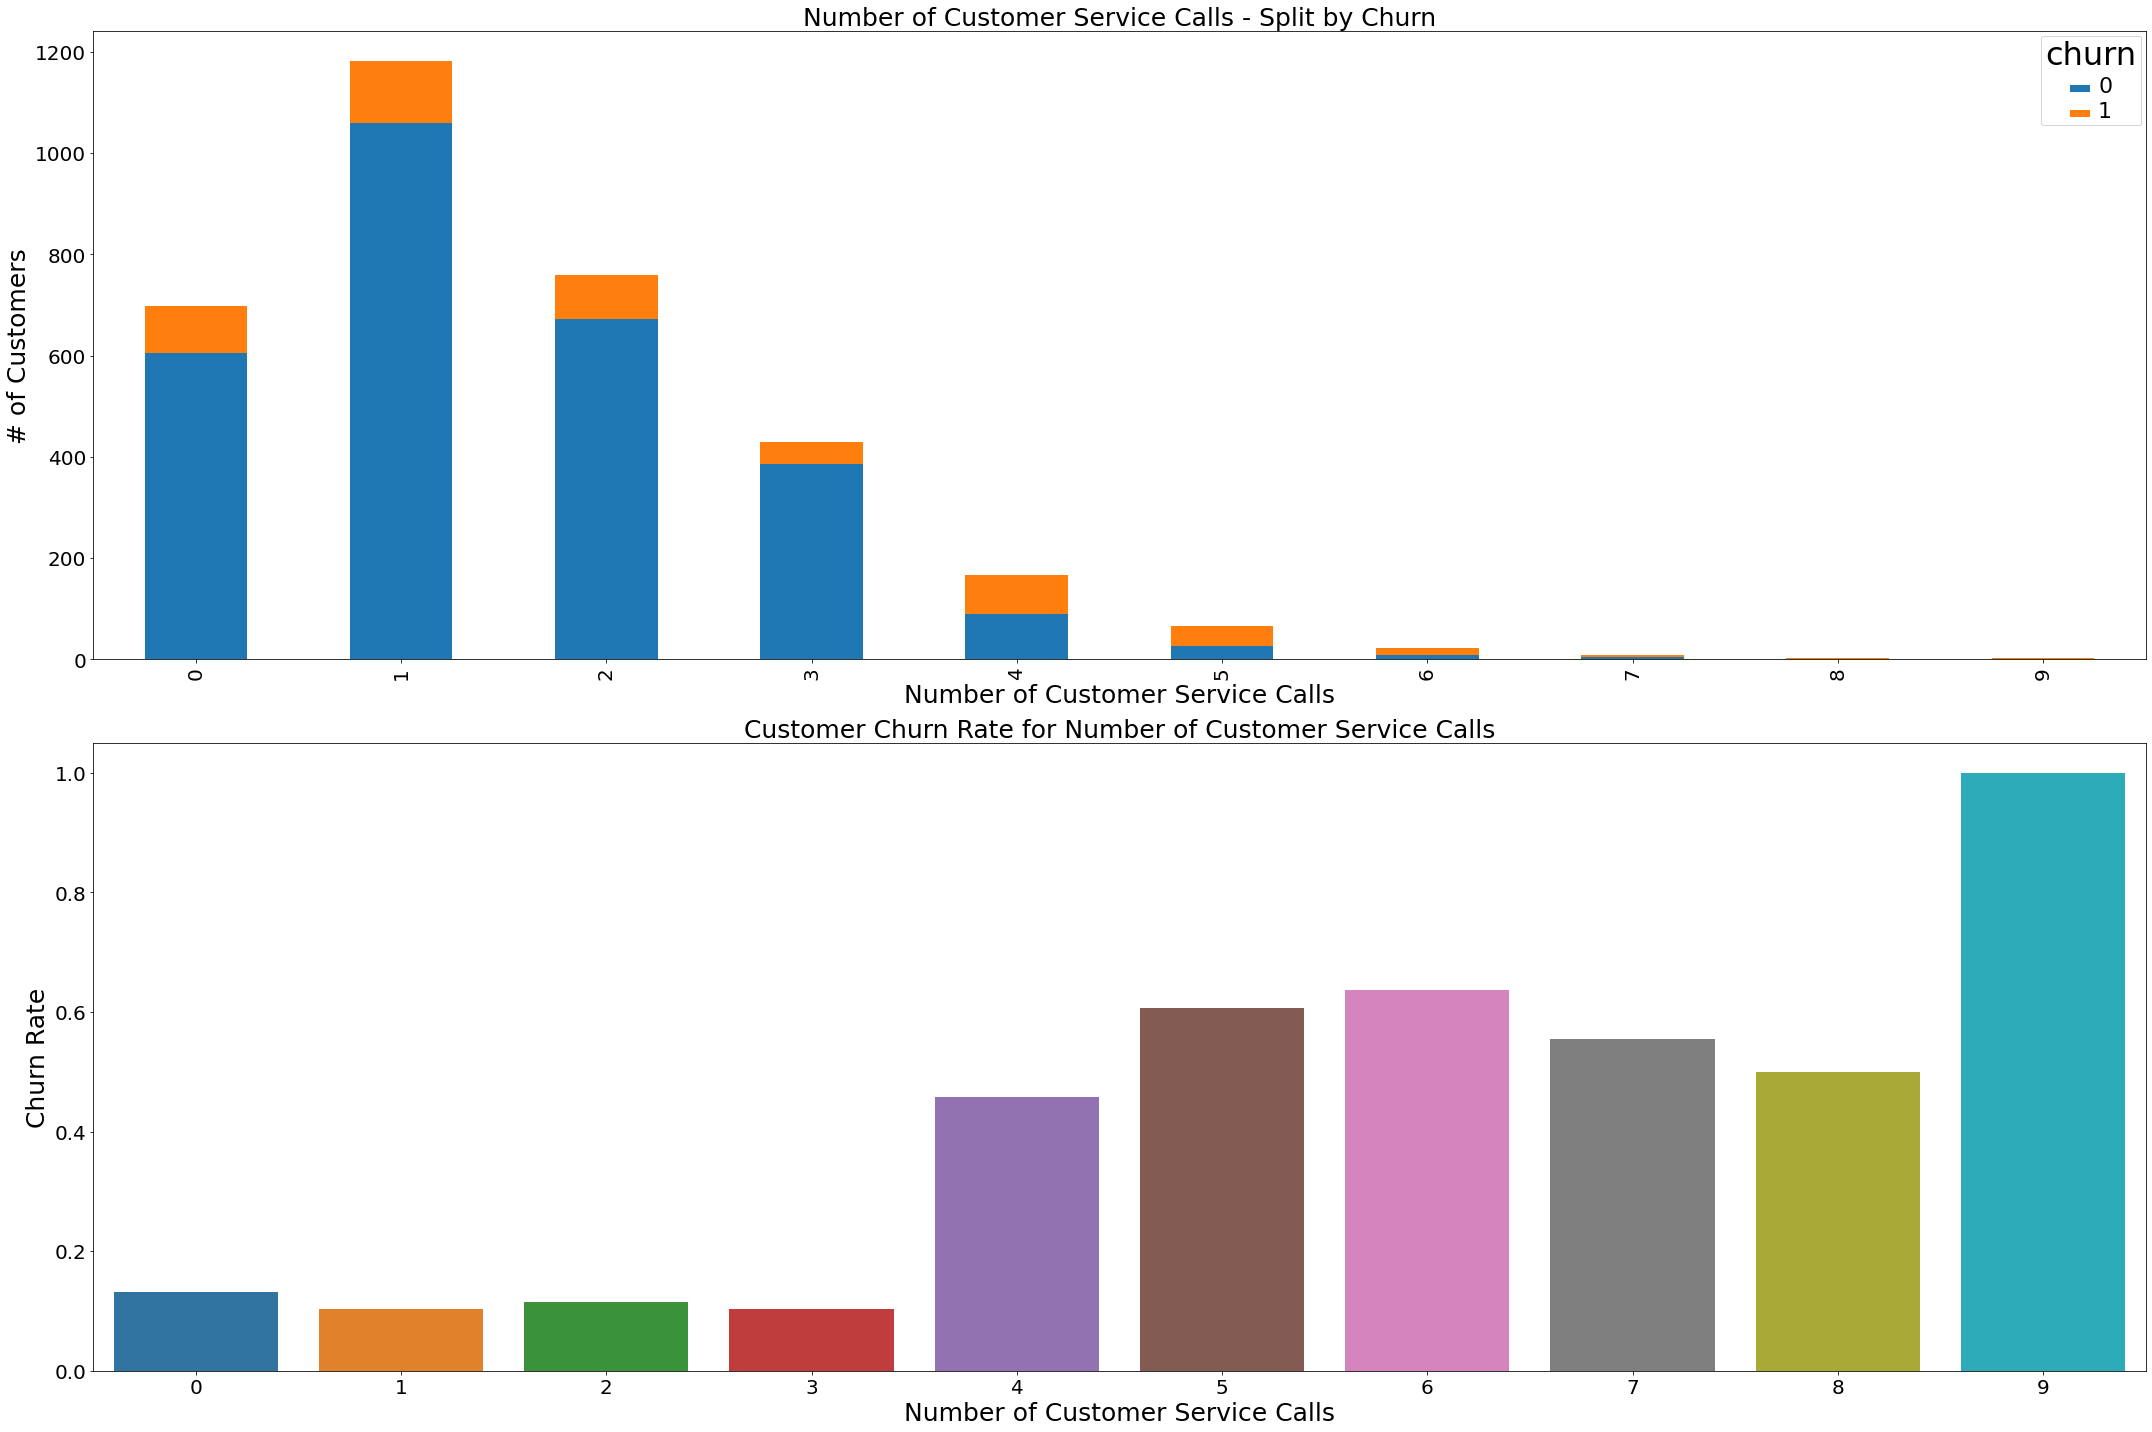 Number of Customer Service Calls - Split by Churn
churn
0
1
# of Customers
1200
1000
800
600
400
200
0
0 1 2 3 4 5 6 7 8 9
Number of Customer Service Calls
Customer Churn Rate for Number of Customer Service Calls
Churn Rate
1.0
0.8
0.6
0.4
0.2
0.0
0 1 2 3 4 5 6 7 8 9
Number of Customer Service Calls